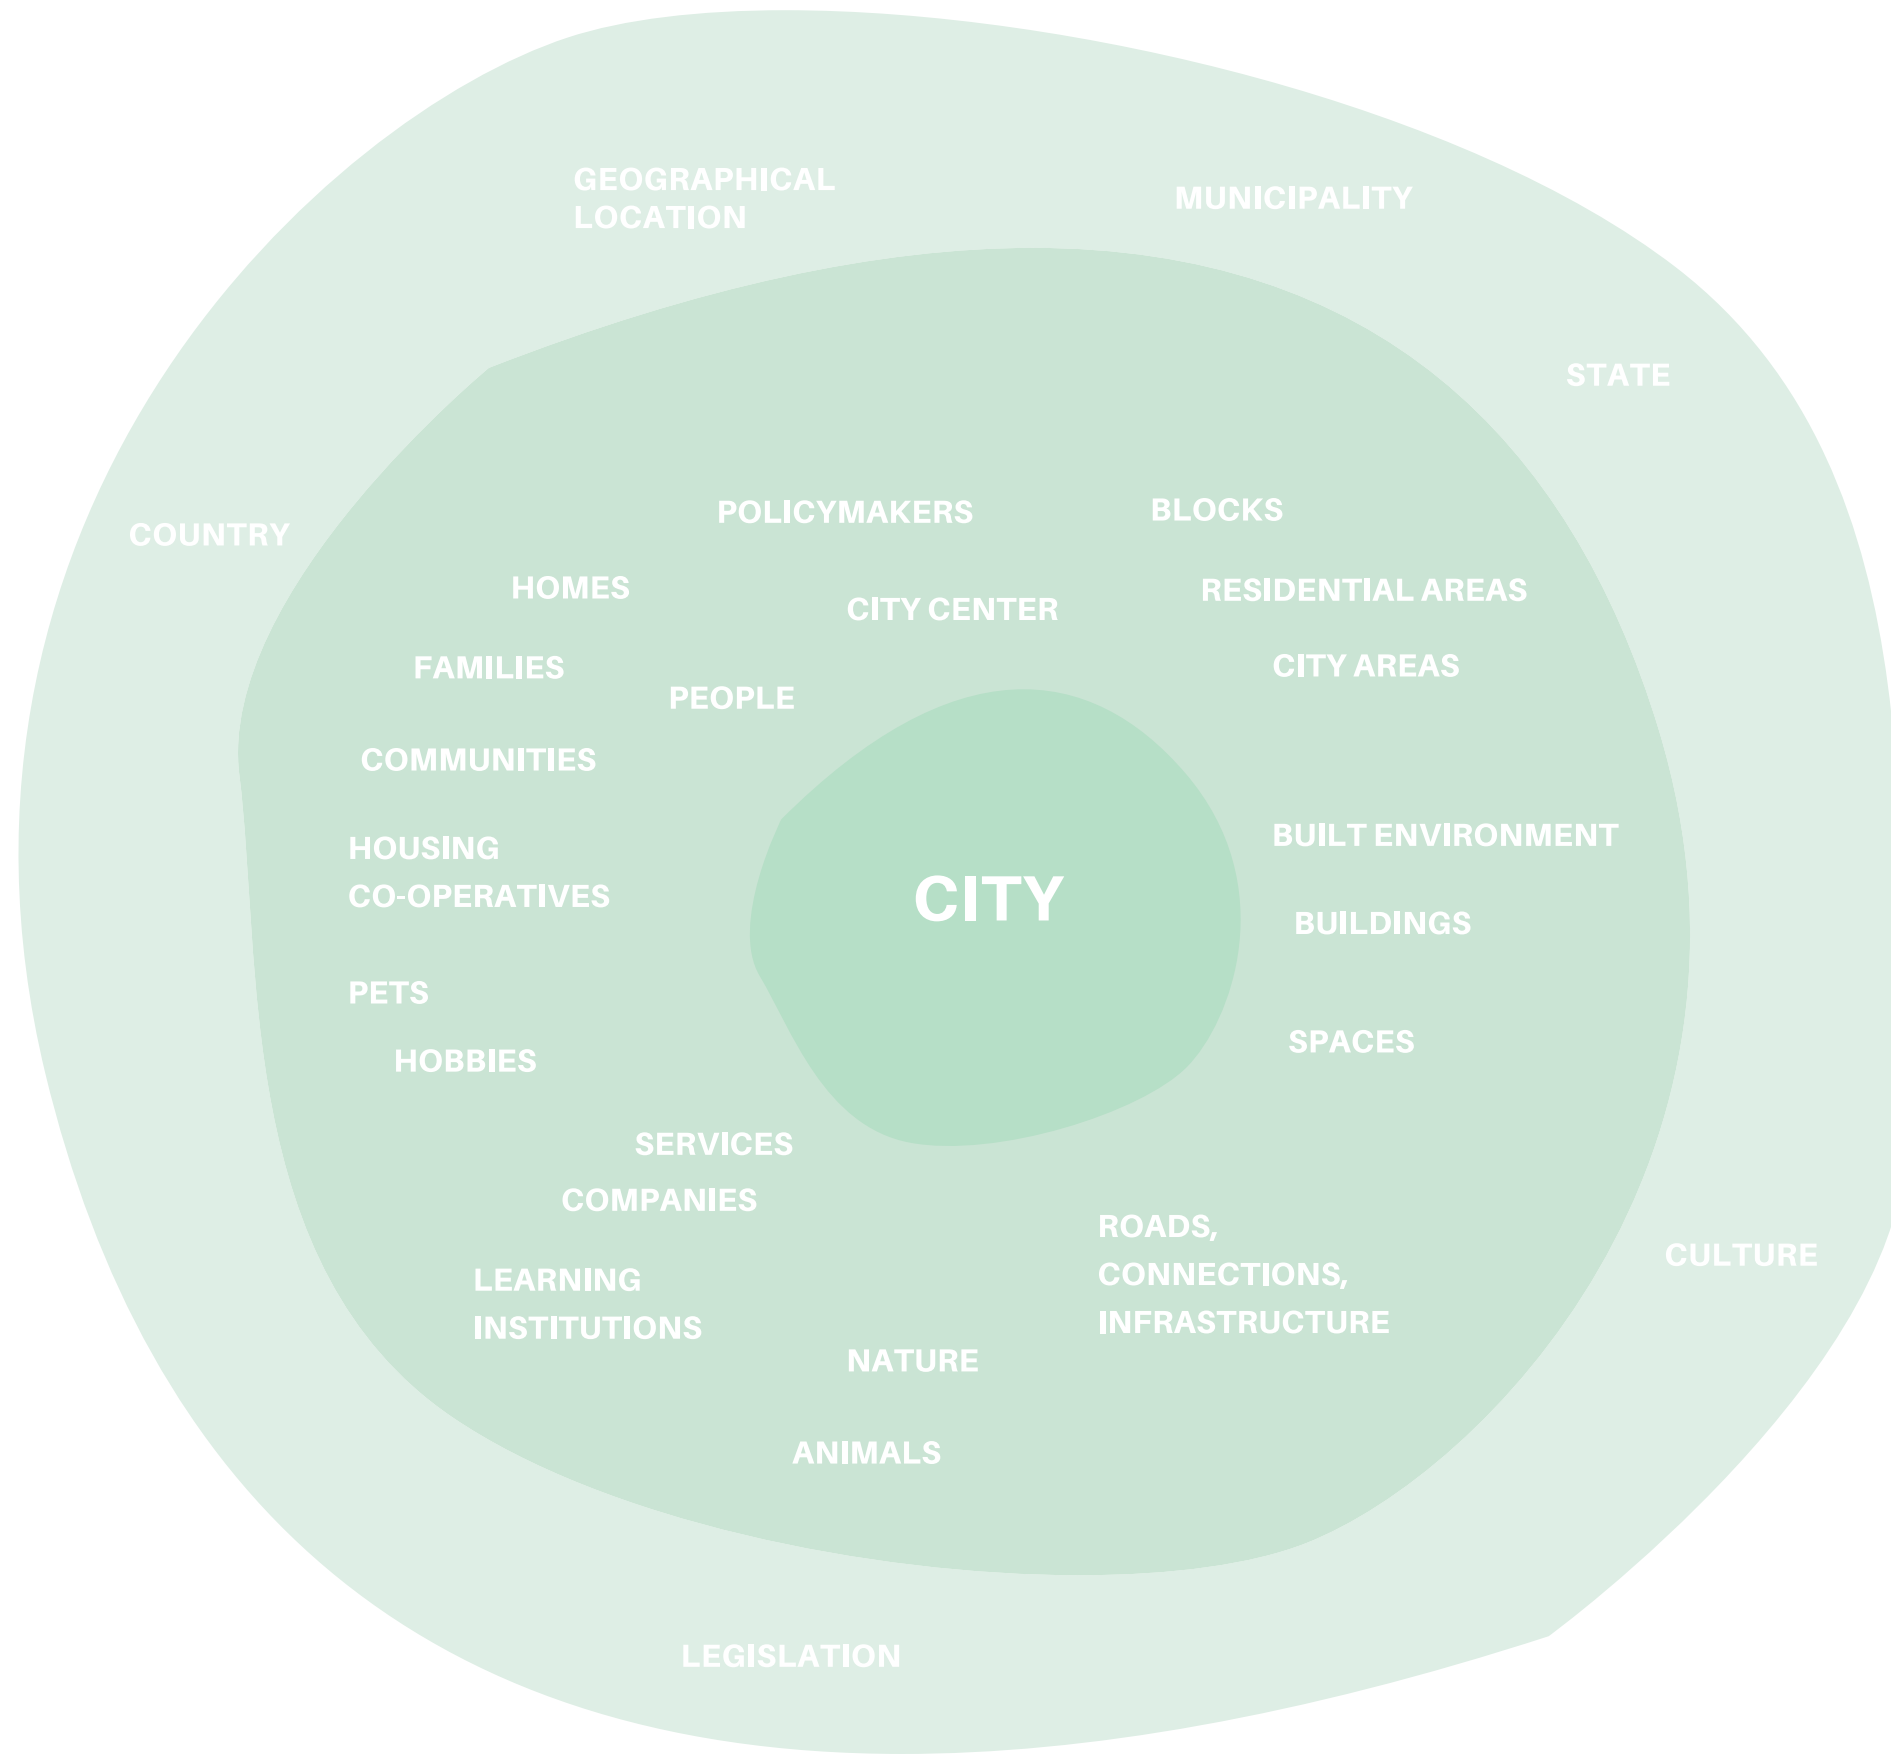 GEOGRAPHICAL
LOCATION
MUNICIPALITY
STATE
COUNTRY
POLICYMAKERS
BLOCKS
HOMES
CITY CENTER
RESIDENTIAL AREAS
FAMILIES
PEOPLE
CITY AREAS
COMMUNITIES
HOUSING
CO-OPERATIVES
CITY
BUILT ENVIRONMENT
BUILDINGS
PETS
HOBBIES
SPACES
SERVICES
COMPANIES
LEARNING
INSTITUTIONS
ROADS,
CONNECTIONS,
INFRASTRUCTURE
CULTURE
NATURE
ANIMALS
LEGISLATION